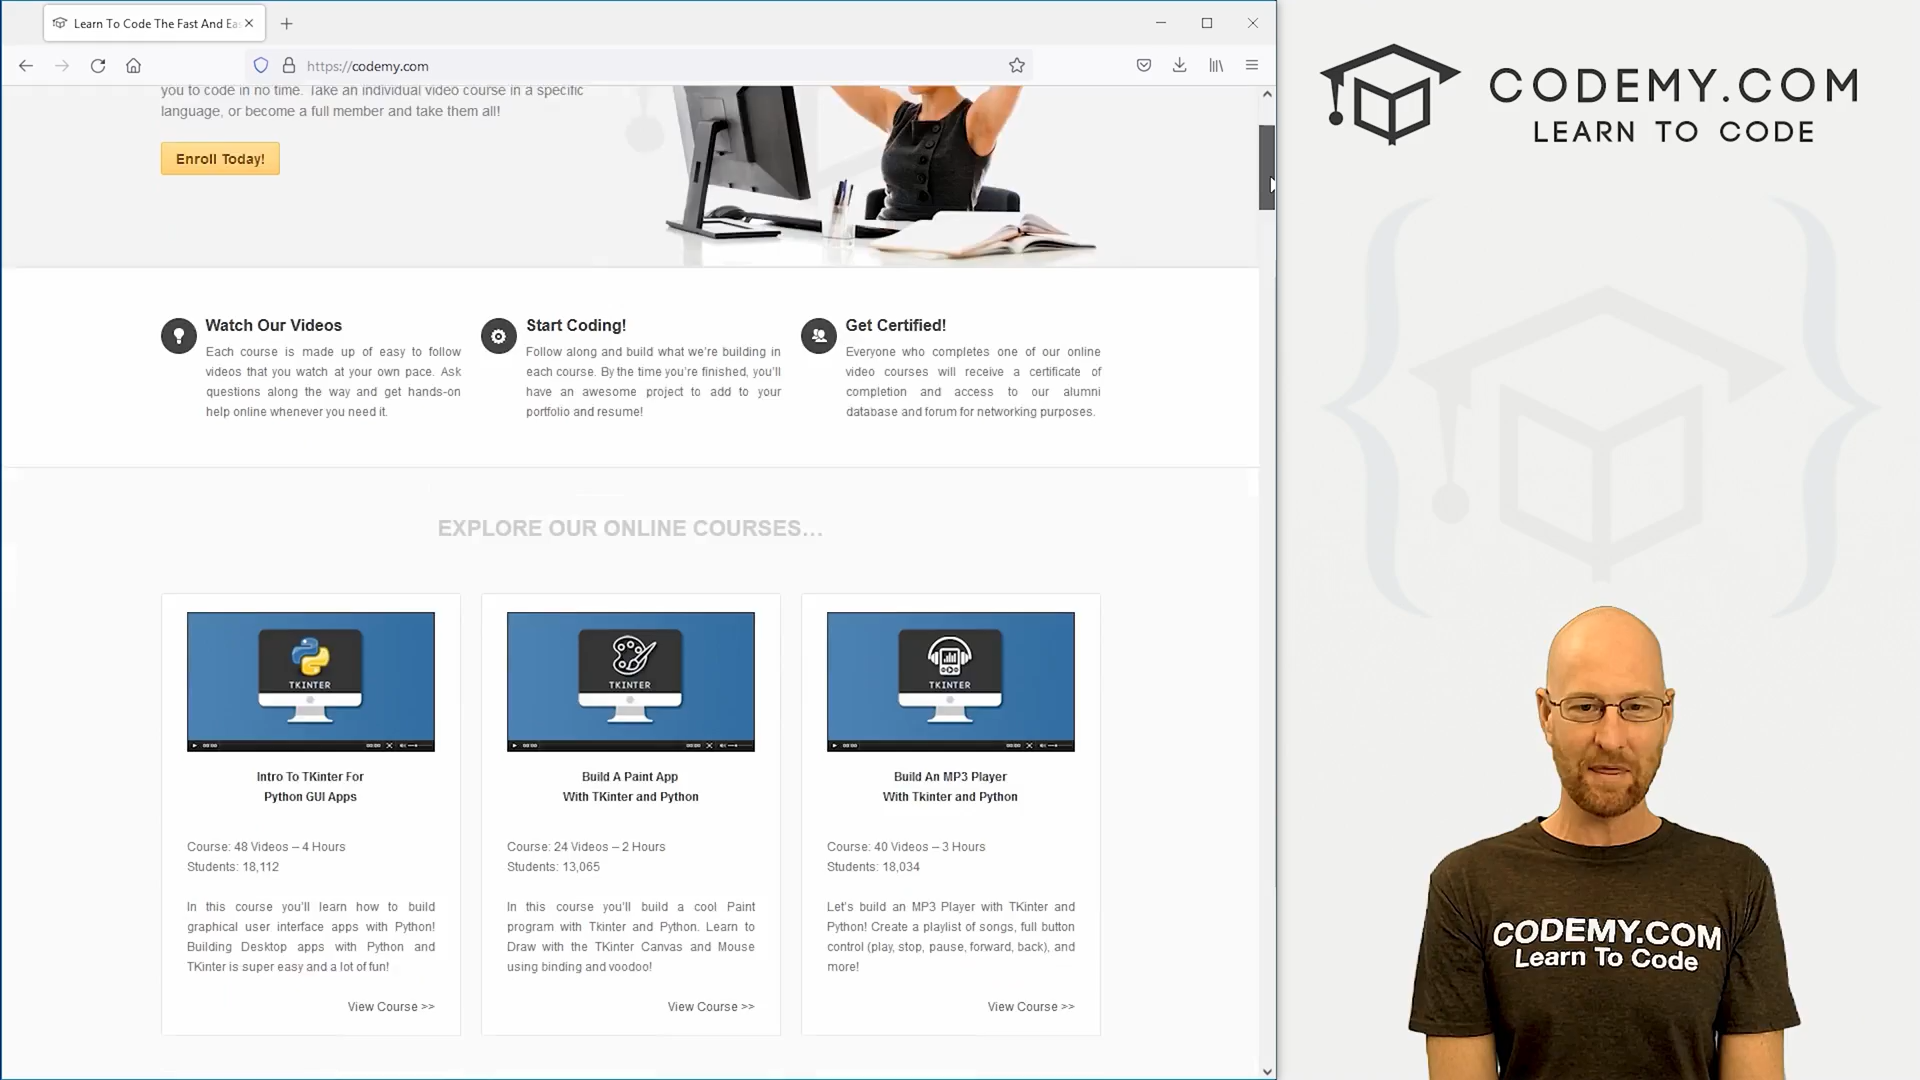 Learn To Code The Fast And Ea
https://codemy.com
you to code in no time. Take an individual video course in a specific
language, or become a full member and take them all!
Enroll Today!
Watch Our Videos
Each course is made up of easy to follow
videos that you watch at your own pace. Ask
questions along the way and get hands-on
help online whenever you need it.
Start Coding!
Follow along and build what we're building in
each course. By the time you're finished, you'll
have an awesome project to add to your
portfolio and resume!
Get Certified!
Everyone who completes one of our online
video courses will receive a certificate of
completion and access to our alumni
database and forum for networking purposes.
EXPLORE OUR ONLINE COURSES...
TKINTER
Intro To TKinter For
Python GUI Apps
Course: 48 Videos – 4 Hours
Students: 18,112
In this course you'll learn how to build
graphical user interface apps with Python!
Building Desktop apps with Python and
TKinter is super easy and a lot of fun!
View Course >>
TKINTER
Build A Paint App
With TKinter and Python
Course: 24 Videos – 2 Hours
Students: 13,065
In this course you'll build a cool Paint
program with Tkinter and Python. Learn to
Draw with the TKinter Canvas and Mouse
using binding and voodoo!
View Course >>
TKINTER
Build An MP3 Player
With Tkinter and Python
Course: 40 Videos – 3 Hours
Students: 18,034
Let's build an MP3 Player with TKinter and
Python! Create a playlist of songs, full button
control (play, stop, pause, forward, back), and
more!
View Course >>
CODEMY.COM
LEARN TO CODE
CODEMY.COM
Learn To Code